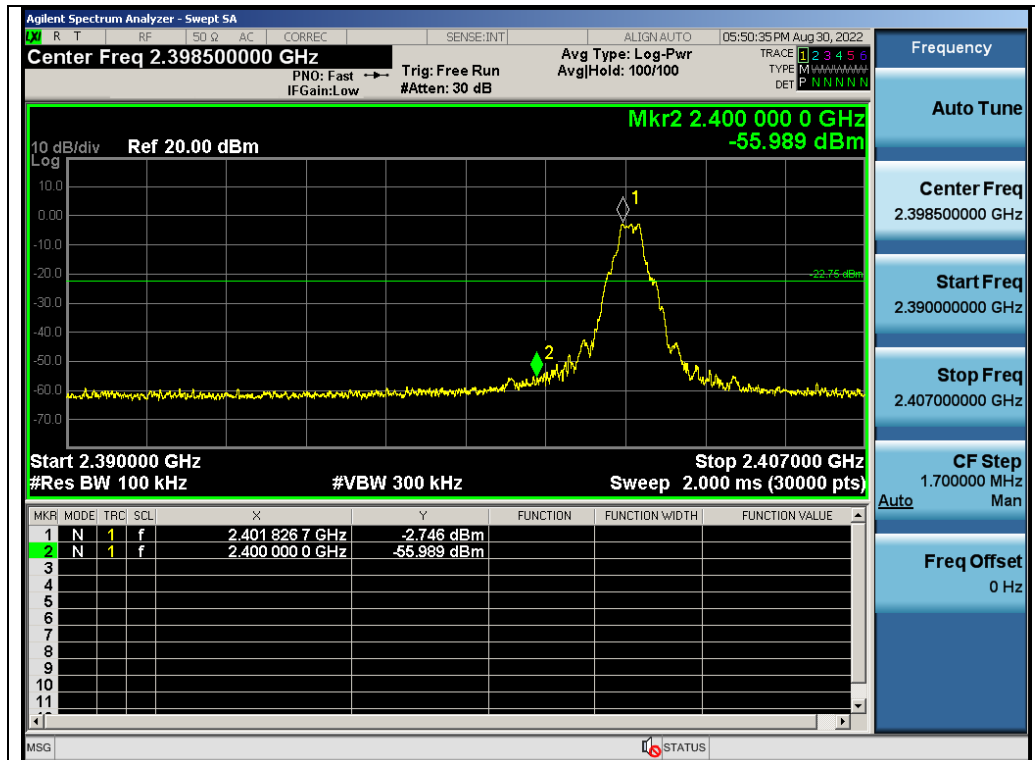 Agilent Spectrum Analyzer - Swept SA
LXI R T RF 50 Ω AC CORREC SENSE:INT ALIGN AUTO 05:50:35 PM Aug 30, 2022
Center Freq 2.398500000 GHz
PNO: Fast
IFGain:Low
Trig: Free Run
#Atten: 30 dB
Avg Type: Log-Pwr
Avg|Hold: 100/100
TRACE 1 2 3 4 5 6
TYPE M
DET P N N N N N
Mkr2 2.400 000 0 GHz
-55.989 dBm
10 dB/div Ref 20.00 dBm
Log
10.0
0.00
-10.0
-20.0
-30.0
-40.0
-50.0
-60.0
-70.0
1
2
-22.75 dBm
Start 2.390000 GHz Stop 2.407000 GHz
#Res BW 100 kHz #VBW 300 kHz Sweep 2.000 ms (30000 pts)
MKR MODE TRC SCL X Y FUNCTION FUNCTION WIDTH FUNCTION VALUE
1 N 1 f 2.401 826 7 GHz -2.746 dBm
2 N 1 f 2.400 000 0 GHz -55.989 dBm
3
4
5
6
7
8
9
10
11
MSG STATUS
Frequency
Auto Tune
Center Freq
2.398500000 GHz
Start Freq
2.390000000 GHz
Stop Freq
2.407000000 GHz
CF Step
1.700000 MHz
Auto Man
Freq Offset
0 Hz